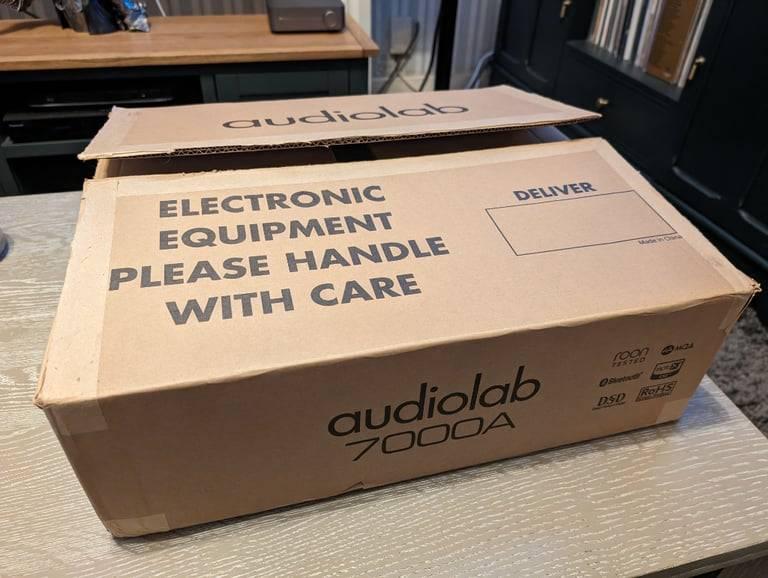 audiolab
ELECTRONIC
EQUIPMENT
PLEASE HANDLE
WITH CARE
DELIVER
Made in China
audiolab
7000A
roon
TESTED
MQA
Bluetooth
DSD
RoHS